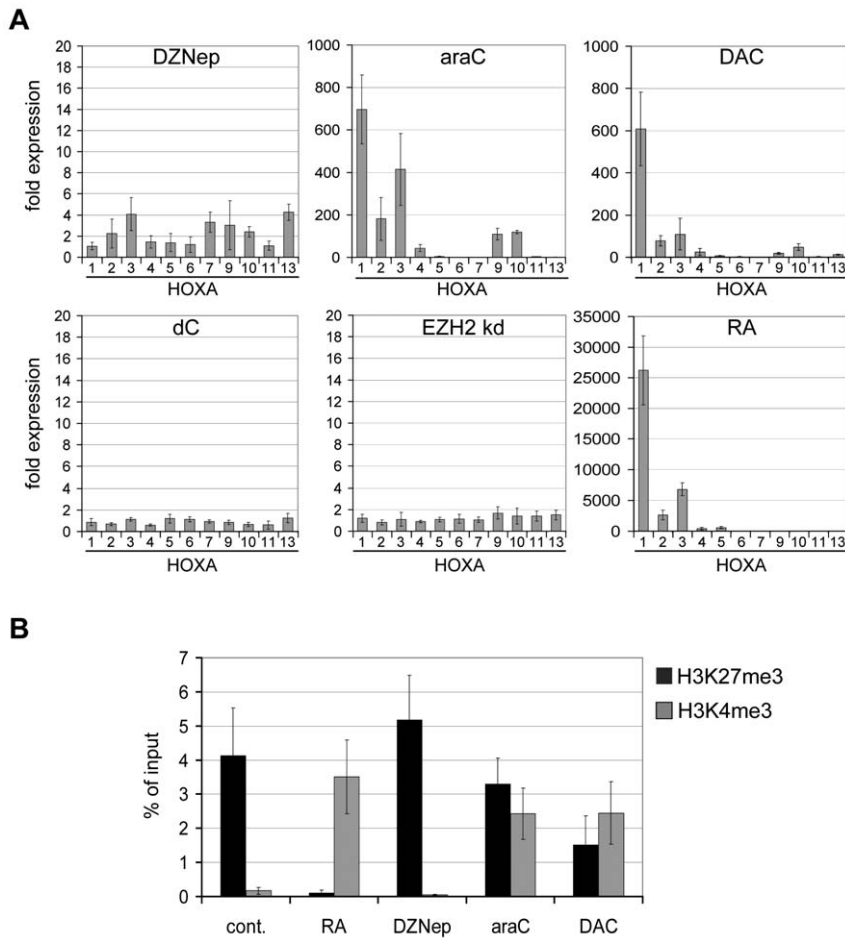 A
DZNep
fold expression
20
18
16
14
12
10
8
6
4
2
0
1 2 3 4 5 6 7 9 10 11 13
HOXA
araC
1000
800
600
400
200
0
1 2 3 4 5 6 7 9 10 11 13
HOXA
DAC
1000
800
600
400
200
0
1 2 3 4 5 6 7 9 10 11 13
HOXA
dC
fold expression
20
18
16
14
12
10
8
6
4
2
0
1 2 3 4 5 6 7 9 10 11 13
HOXA
EZH2 kd
20
18
16
14
12
10
8
6
4
2
0
1 2 3 4 5 6 7 9 10 11 13
HOXA
RA
35000
30000
25000
20000
15000
10000
5000
0
1 2 3 4 5 6 7 9 10 11 13
HOXA
B
% of input
7
6
5
4
3
2
1
0
cont. RA DZNep araC DAC
H3K27me3
H3K4me3